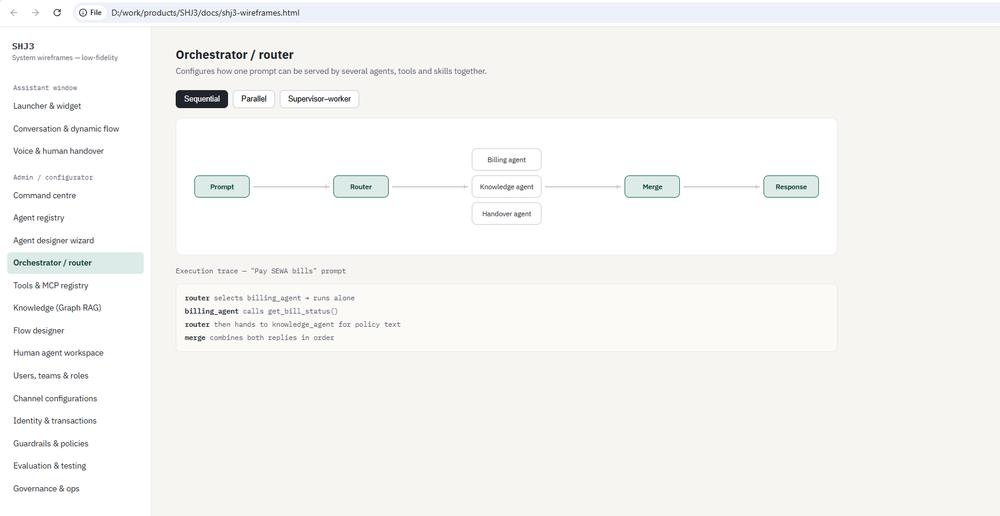 File
D:/work/products/SHJ3/docs/shj3-wireframes.html
SHJ3
System wireframes — low-fidelity
Assistant window
Launcher & widget
Conversation & dynamic flow
Voice & human handover
Admin / configurator
Command centre
Agent registry
Agent designer wizard
Orchestrator / router
Tools & MCP registry
Knowledge (Graph RAG)
Flow designer
Human agent workspace
Users, teams & roles
Channel configurations
Identity & transactions
Guardrails & policies
Evaluation & testing
Governance & ops
Orchestrator / router
Configures how one prompt can be served by several agents, tools and skills together.
Sequential
Parallel
Supervisor–worker
Prompt
Router
Billing agent
Knowledge agent
Handover agent
Merge
Response
Execution trace — "Pay SEWA bills" prompt
router selects billing_agent → runs alone
billing_agent calls get_bill_status()
router then hands to knowledge_agent for policy text
merge combines both replies in order